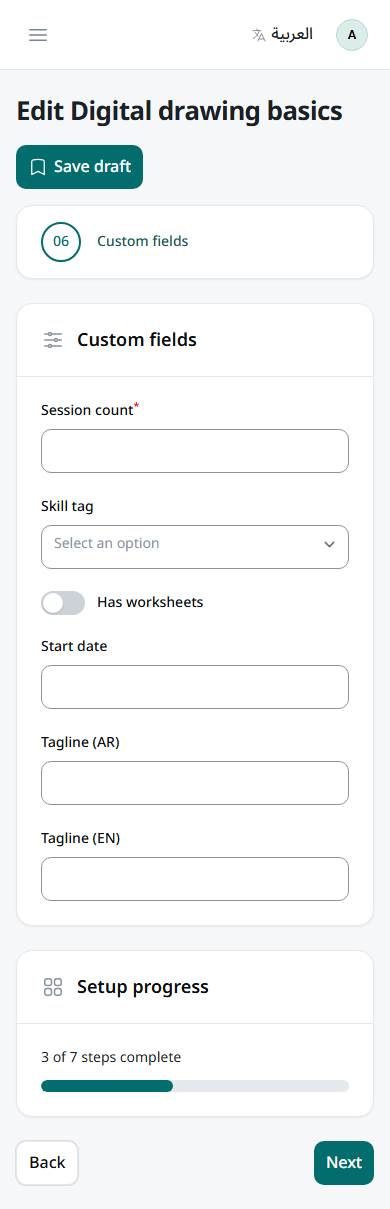 العربية
A
Edit Digital drawing basics
Save draft
06
Custom fields
Custom fields
Session count*
Skill tag
Select an option
Has worksheets
Start date
Tagline (AR)
Tagline (EN)
Setup progress
3 of 7 steps complete
Back
Next